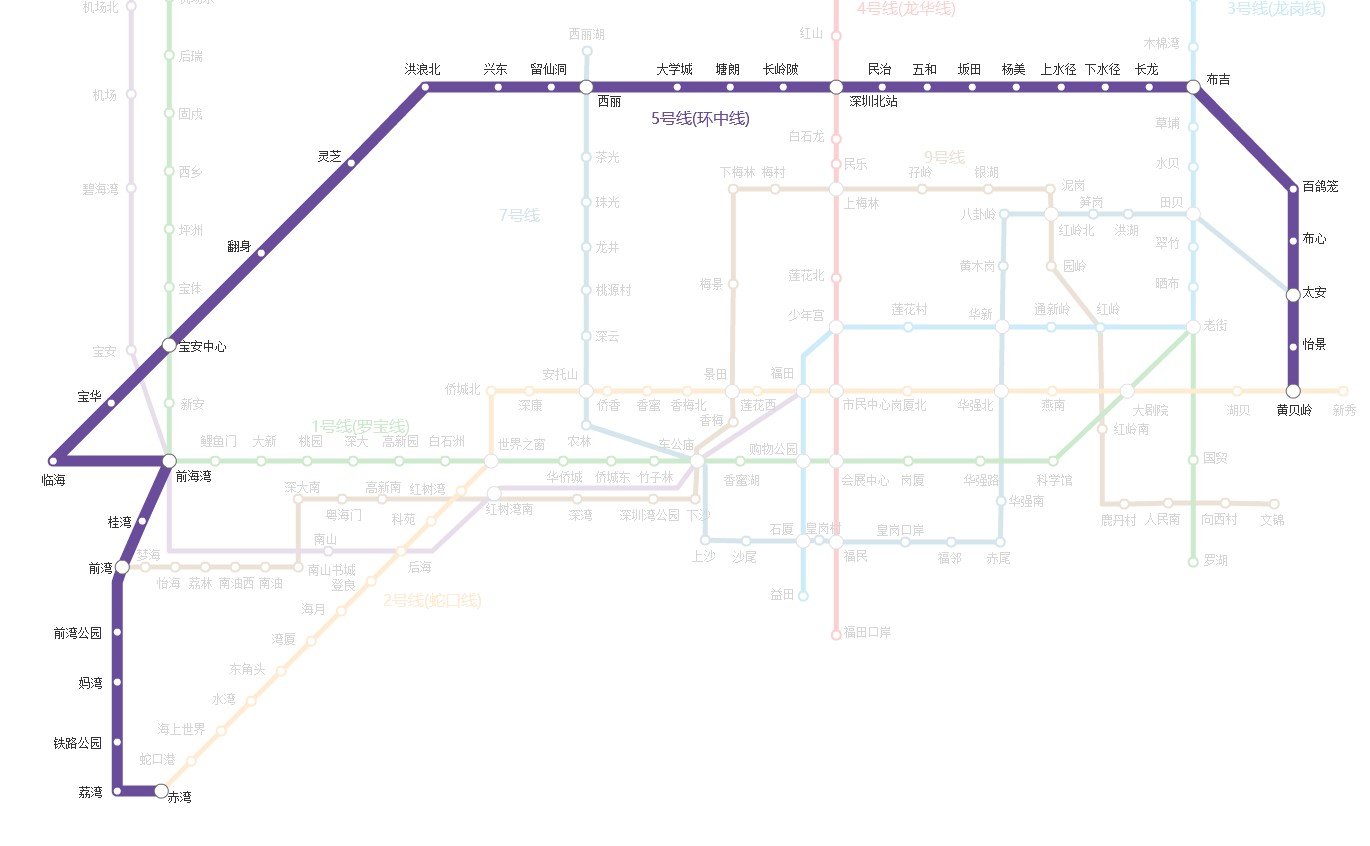 机场北
机场东
4号线(龙华线)
3号线(龙岗线)
红山
西丽湖
木棉湾
后瑞
洪浪北
兴东
留仙洞
大学城
塘朗
长岭陂
民治
五和
坂田
杨美
上水径
下水径
长龙
布吉
机场
西丽
深圳北站
固戍
5号线(环中线)
草埔
白石龙
灵芝
茶光
9号线
民乐
水贝
西乡
下梅林
梅村
孖岭
银湖
泥岗
碧海湾
百鸽笼
珠光
上梅林
笋岗
田贝
7号线
八卦岭
坪洲
红岭北
洪湖
布心
翻身
龙井
翠竹
黄木岗
园岭
莲花北
宝体
梅景
桃源村
晒布
太安
少年宫
莲花村
华新
通新岭
红岭
老街
深云
宝安中心
宝安
怡景
安托山
景田
福田
侨城北
宝华
新安
深康
侨香
香蜜
香梅北
莲花西
市民中心
岗厦北
华强北
燕南
大剧院
湖贝
黄贝岭
新秀
香梅
1号线(罗宝线)
红岭南
鲤鱼门
大新
桃园
深大
高新园
白石洲
世界之窗
农林
车公庙
购物公园
国贸
临海
前海湾
华侨城
侨城东
竹子林
香蜜湖
会展中心
岗厦
华强路
科学馆
深大南
高新南
红树湾
华强南
桂湾
粤海门
科苑
红树湾南
深湾
深圳湾公园
下沙
鹿丹村
人民南
向西村
文锦
石厦
皇岗村
皇岗口岸
南山
梦海
上沙
沙尾
福民
福邻
赤尾
罗湖
前湾
后海
怡海
荔林
南油西
南油
南山书城
登良
益田
2号线(蛇口线)
海月
前湾公园
湾厦
福田口岸
东角头
妈湾
水湾
海上世界
铁路公园
蛇口港
荔湾
赤湾